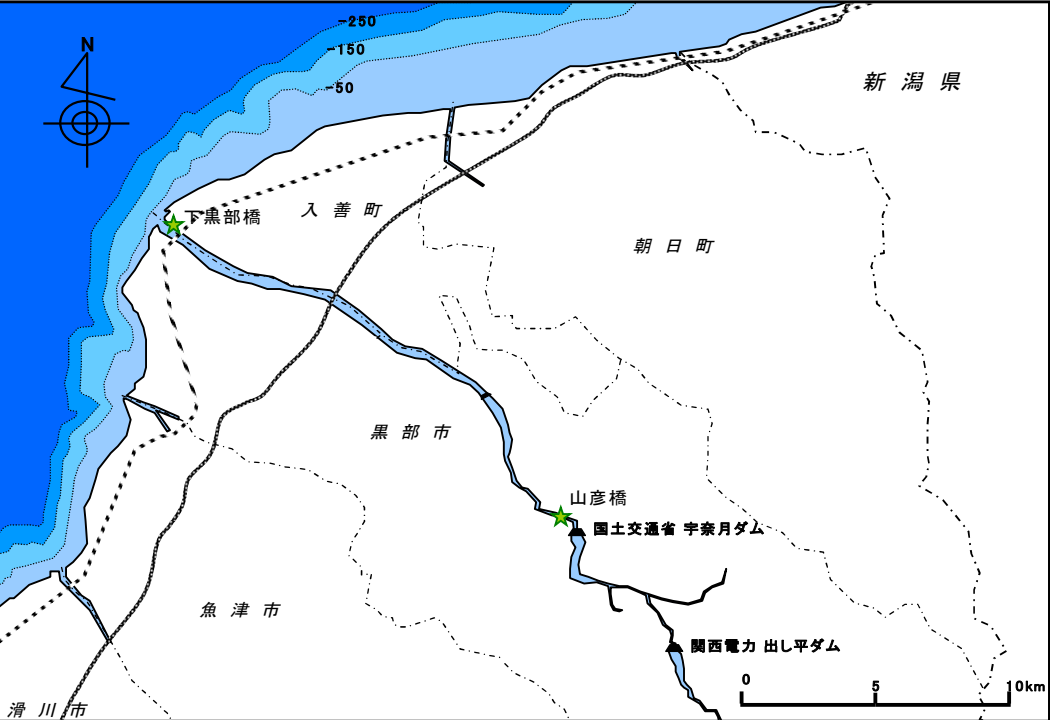 -250
N
-150
新潟県
-50
下黒部橋
入善町
朝日町
黒部市
山彦橋
国土交通省 宇奈月ダム
魚津市
関西電力 出し平ダム
0 5 10km
滑川市